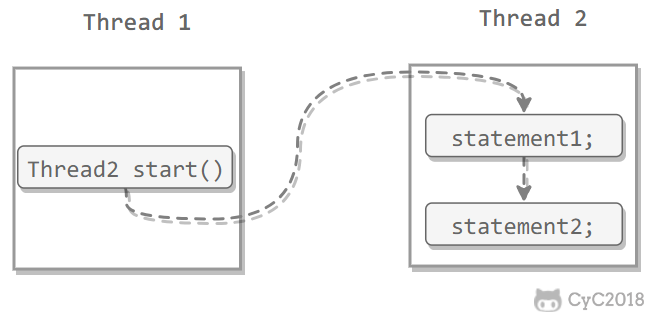 Thread 1
Thread 2
Thread2 start()
statement1;
statement2;
CyC2018